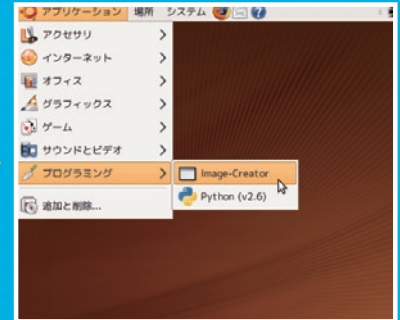 アプリケーション 場所 システム
アクセサリ
インターネット
オフィス
グラフィックス
ゲーム
サウンドとビデオ
プログラミング
Image-Creator
Python (v2.6)
追加と削除...